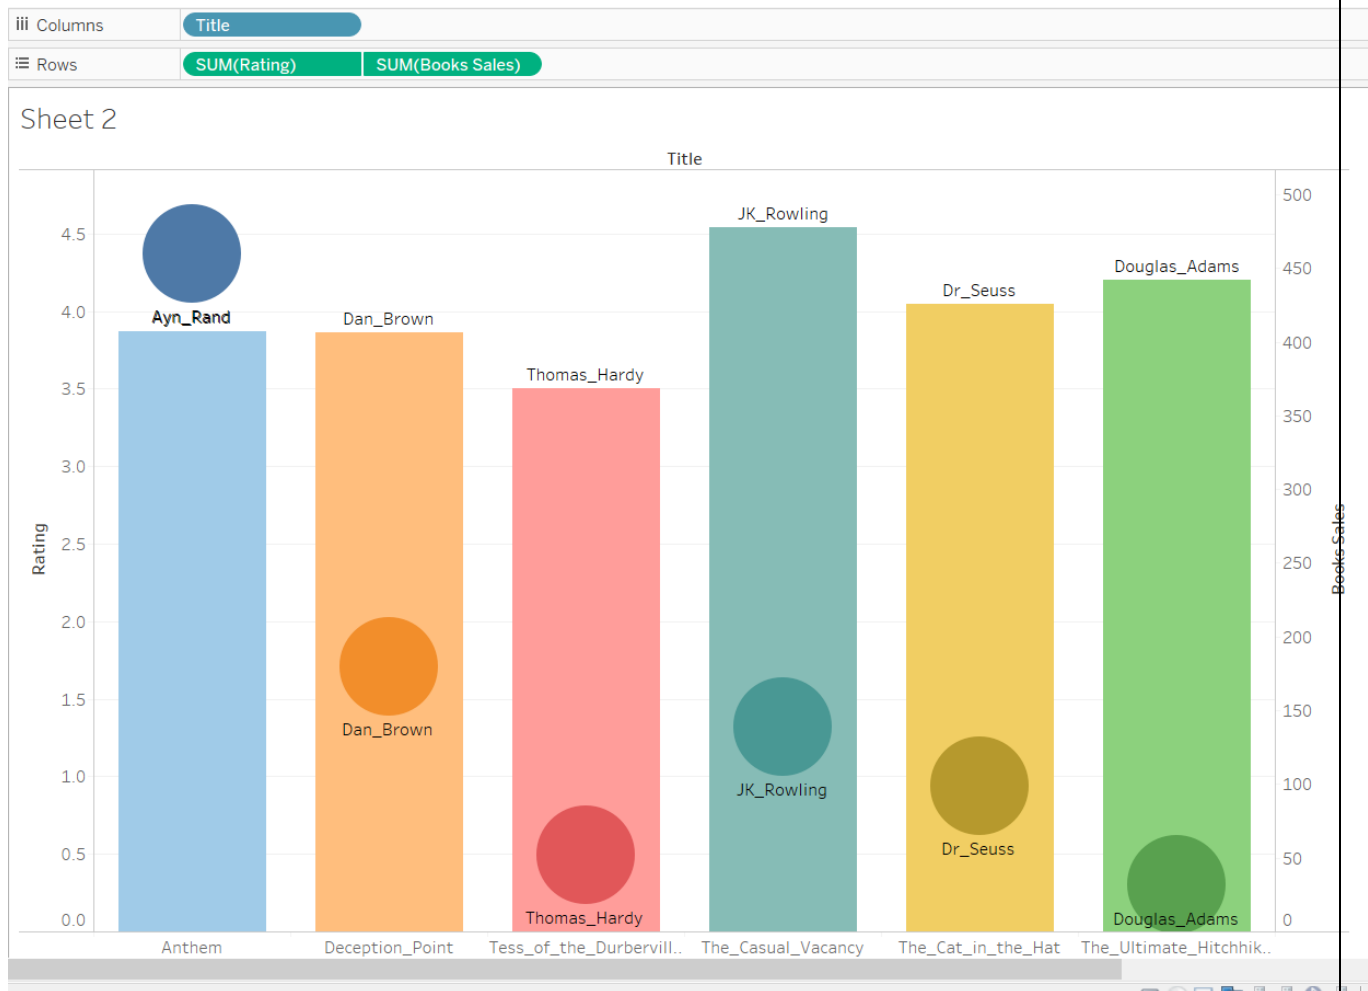 Columns
Title
Rows
SUM(Rating)
SUM(Books Sales)
Sheet 2
Title
Rating
4.5
4.0
3.5
3.0
2.5
2.0
1.5
1.0
0.5
0.0
Ayn_Rand
Dan_Brown
Thomas_Hardy
JK_Rowling
Dr_Seuss
Douglas_Adams
Dan_Brown
Thomas_Hardy
JK_Rowling
Dr_Seuss
Douglas_Adams
500
450
400
350
300
250
200
150
100
50
0
Books Sales
Anthem
Deception_Point
Tess_of_the_Durbervill..
The_Casual_Vacancy
The_Cat_in_the_Hat
The_Ultimate_Hitchhik..